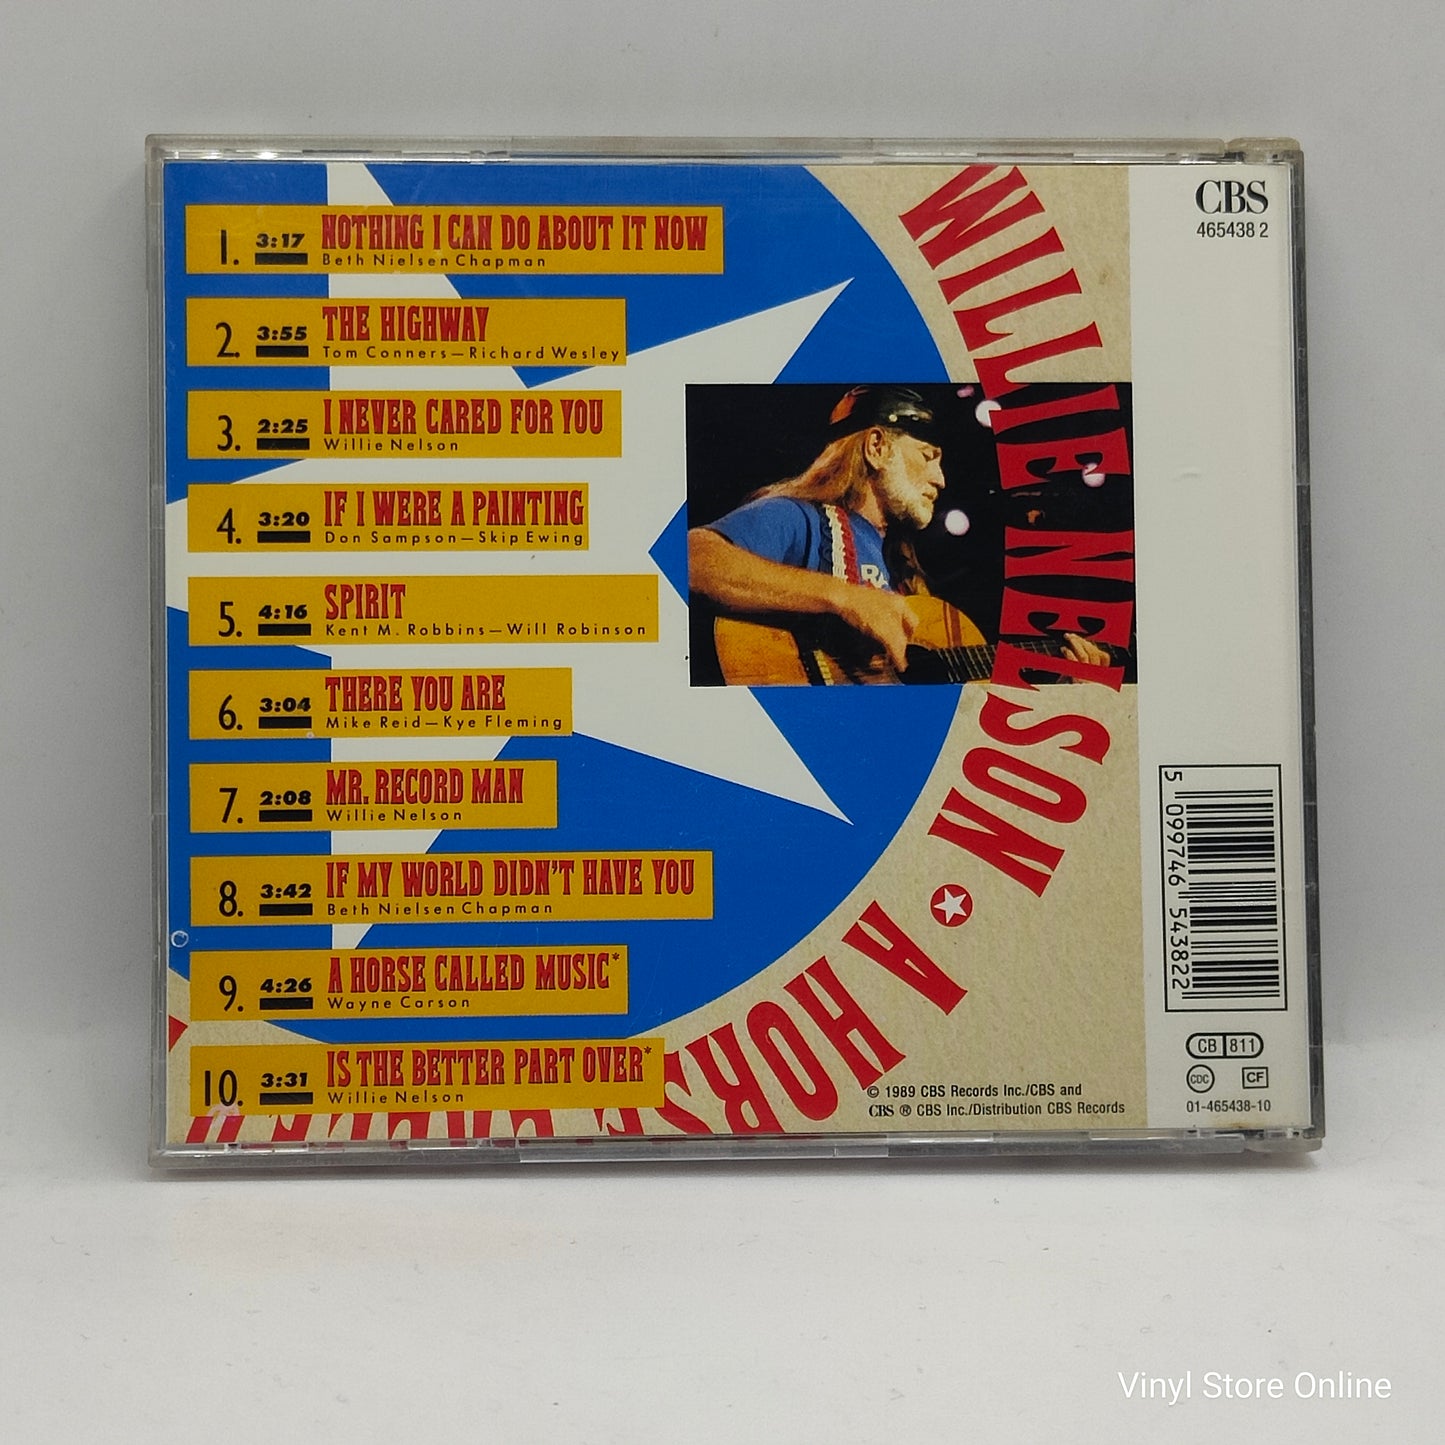 1. 3:17 NOTHING I CAN DO ABOUT IT NOW
Beth Nielsen Chapman
2. 3:55 THE HIGHWAY
Tom Conners—Richard Wesley
3. 2:25 I NEVER CARED FOR YOU
Willie Nelson
4. 3:20 IF I WERE A PAINTING
Don Sampson—Skip Ewing
5. 4:16 SPIRIT
Kent M. Robbins—Will Robinson
6. 3:04 THERE YOU ARE
Mike Reid—Kye Fleming
7. 2:08 MR. RECORD MAN
Willie Nelson
8. 3:42 IF MY WORLD DIDN'T HAVE YOU
Beth Nielsen Chapman
9. 4:26 A HORSE CALLED MUSIC*
Wayne Carson
10. 3:31 IS THE BETTER PART OVER*
Willie Nelson
WILLIE NELSON ★ A HORSE
CBS
465438 2
5 099746 543822
CB 811
CDC CF
01-465438-10
© 1989 CBS Records Inc./CBS and
CBS ® CBS Inc./Distribution CBS Records
Vinyl Store Online